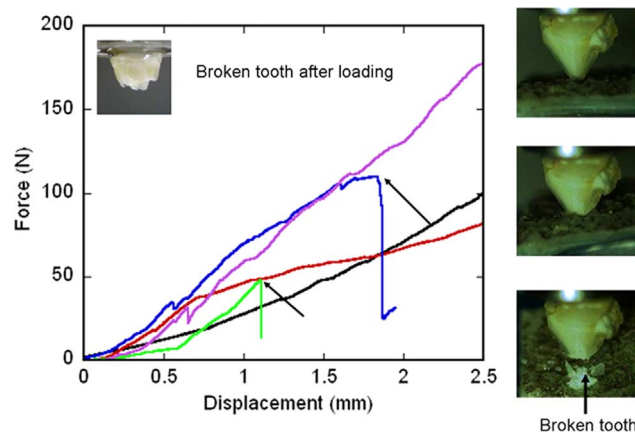 200
150
100
50
0
Force (N)
Broken tooth after loading
0
0.5
1
1.5
2
2.5
Displacement (mm)
Broken tooth